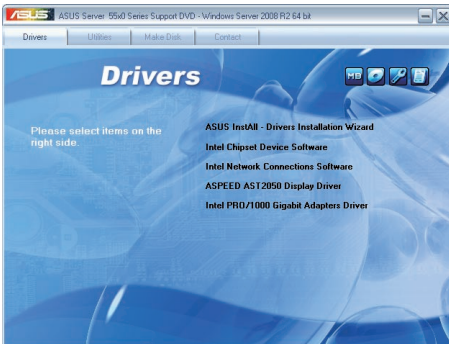 ASUS ASUS Server 55x0 Series Support DVD - Windows Server 2008 R2 64 bit
Drivers Utilities Make Disk Contact
Drivers
MB
Please select items on the
right side.
ASUS InstAll - Drivers Installation Wizard
Intel Chipset Device Software
Intel Network Connections Software
ASPEED AST2050 Display Driver
Intel PRO/1000 Gigabit Adapters Driver